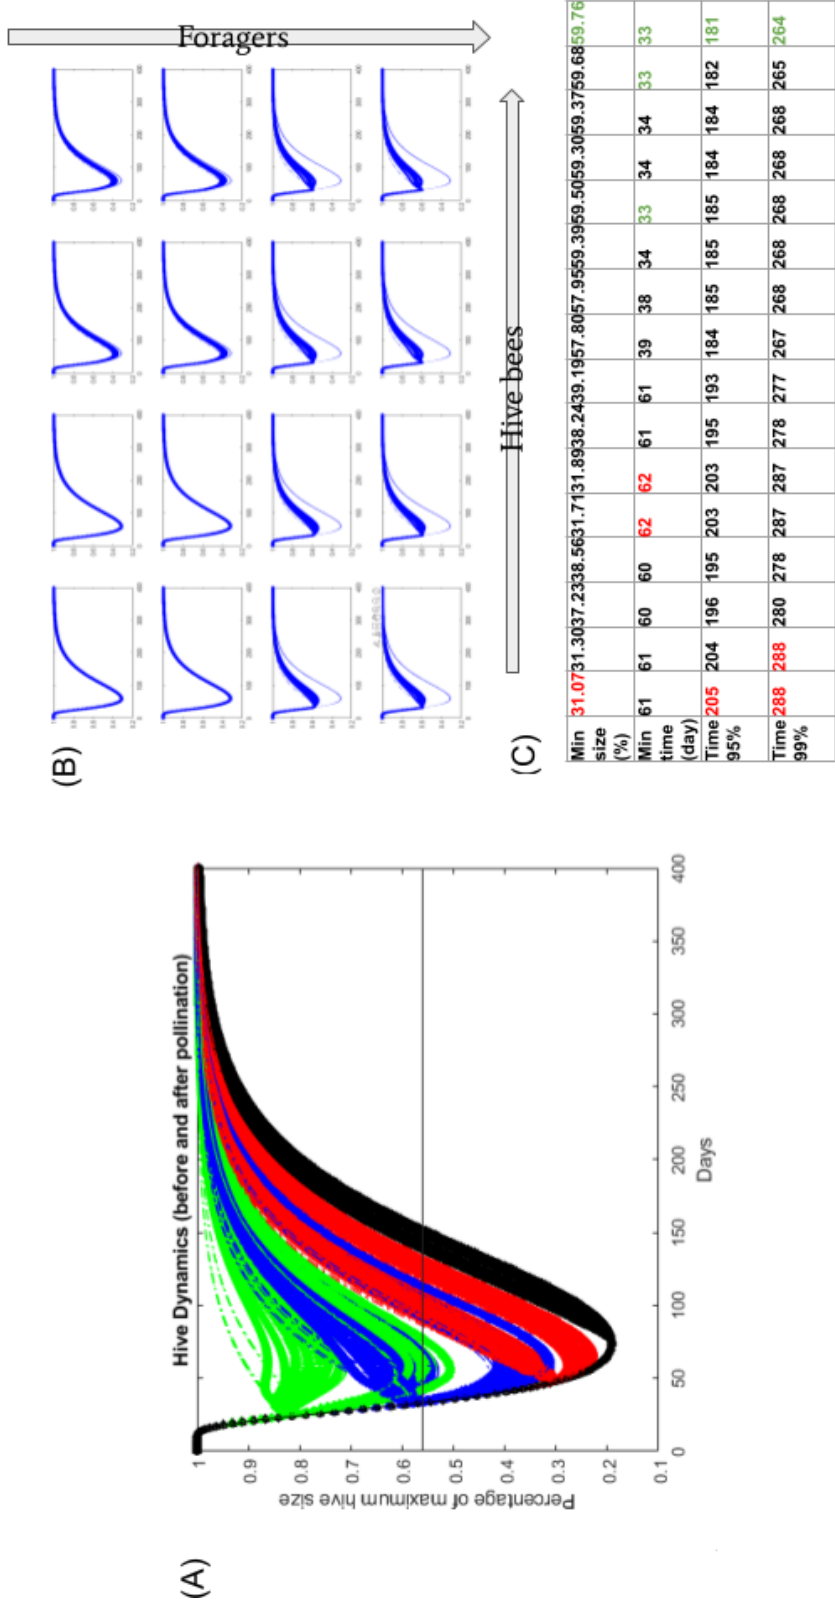 (A)
Hive Dynamics (before and after pollination)
Percentage of maximum hive size
1
0.9
0.8
0.7
0.6
0.5
0.4
0.3
0.2
0.1
0 50 100 150 200 250 300 350 400
Days
(B)
Foragers
Hive bees
(C)
Min size (%) 31.07 31.30 37.23 38.56 31.71 31.89 38.24 39.19 57.80 57.95 59.39 59.50 59.30 59.37 59.68 59.76
Min time (day) 61 61 60 60 62 62 61 61 39 38 34 33 34 34 33 33
Time 95% 205 204 196 195 203 203 195 193 184 185 185 185 184 184 182 181
Time 99% 288 288 280 278 287 287 278 277 267 268 268 268 268 268 265 264